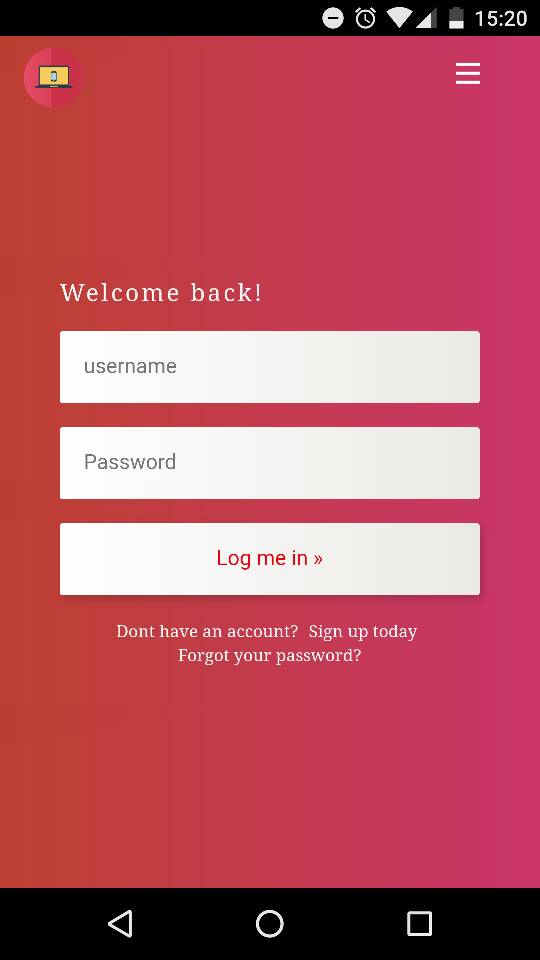 15:20
Welcome back!
username
Password
Log me in »
Dont have an account? Sign up today
Forgot your password?